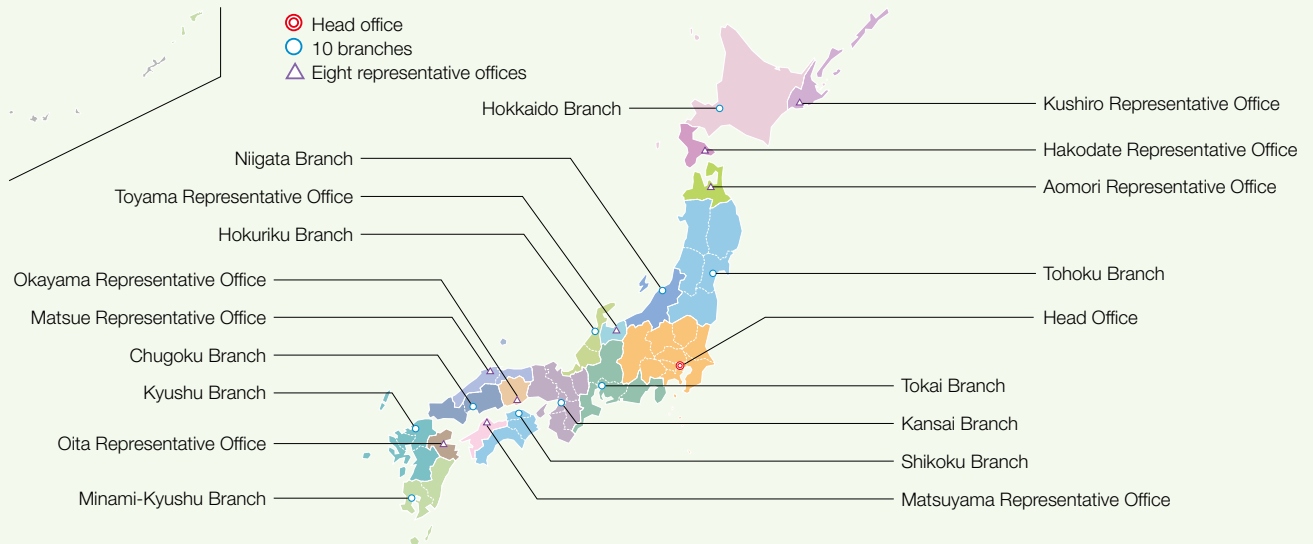 Head office
10 branches
Eight representative offices
Hokkaido Branch
Niigata Branch
Toyama Representative Office
Hokuriku Branch
Okayama Representative Office
Matsue Representative Office
Chugoku Branch
Kyushu Branch
Oita Representative Office
Minami-Kyushu Branch
Kushiro Representative Office
Hakodate Representative Office
Aomori Representative Office
Tohoku Branch
Head Office
Tokai Branch
Kansai Branch
Shikoku Branch
Matsuyama Representative Office